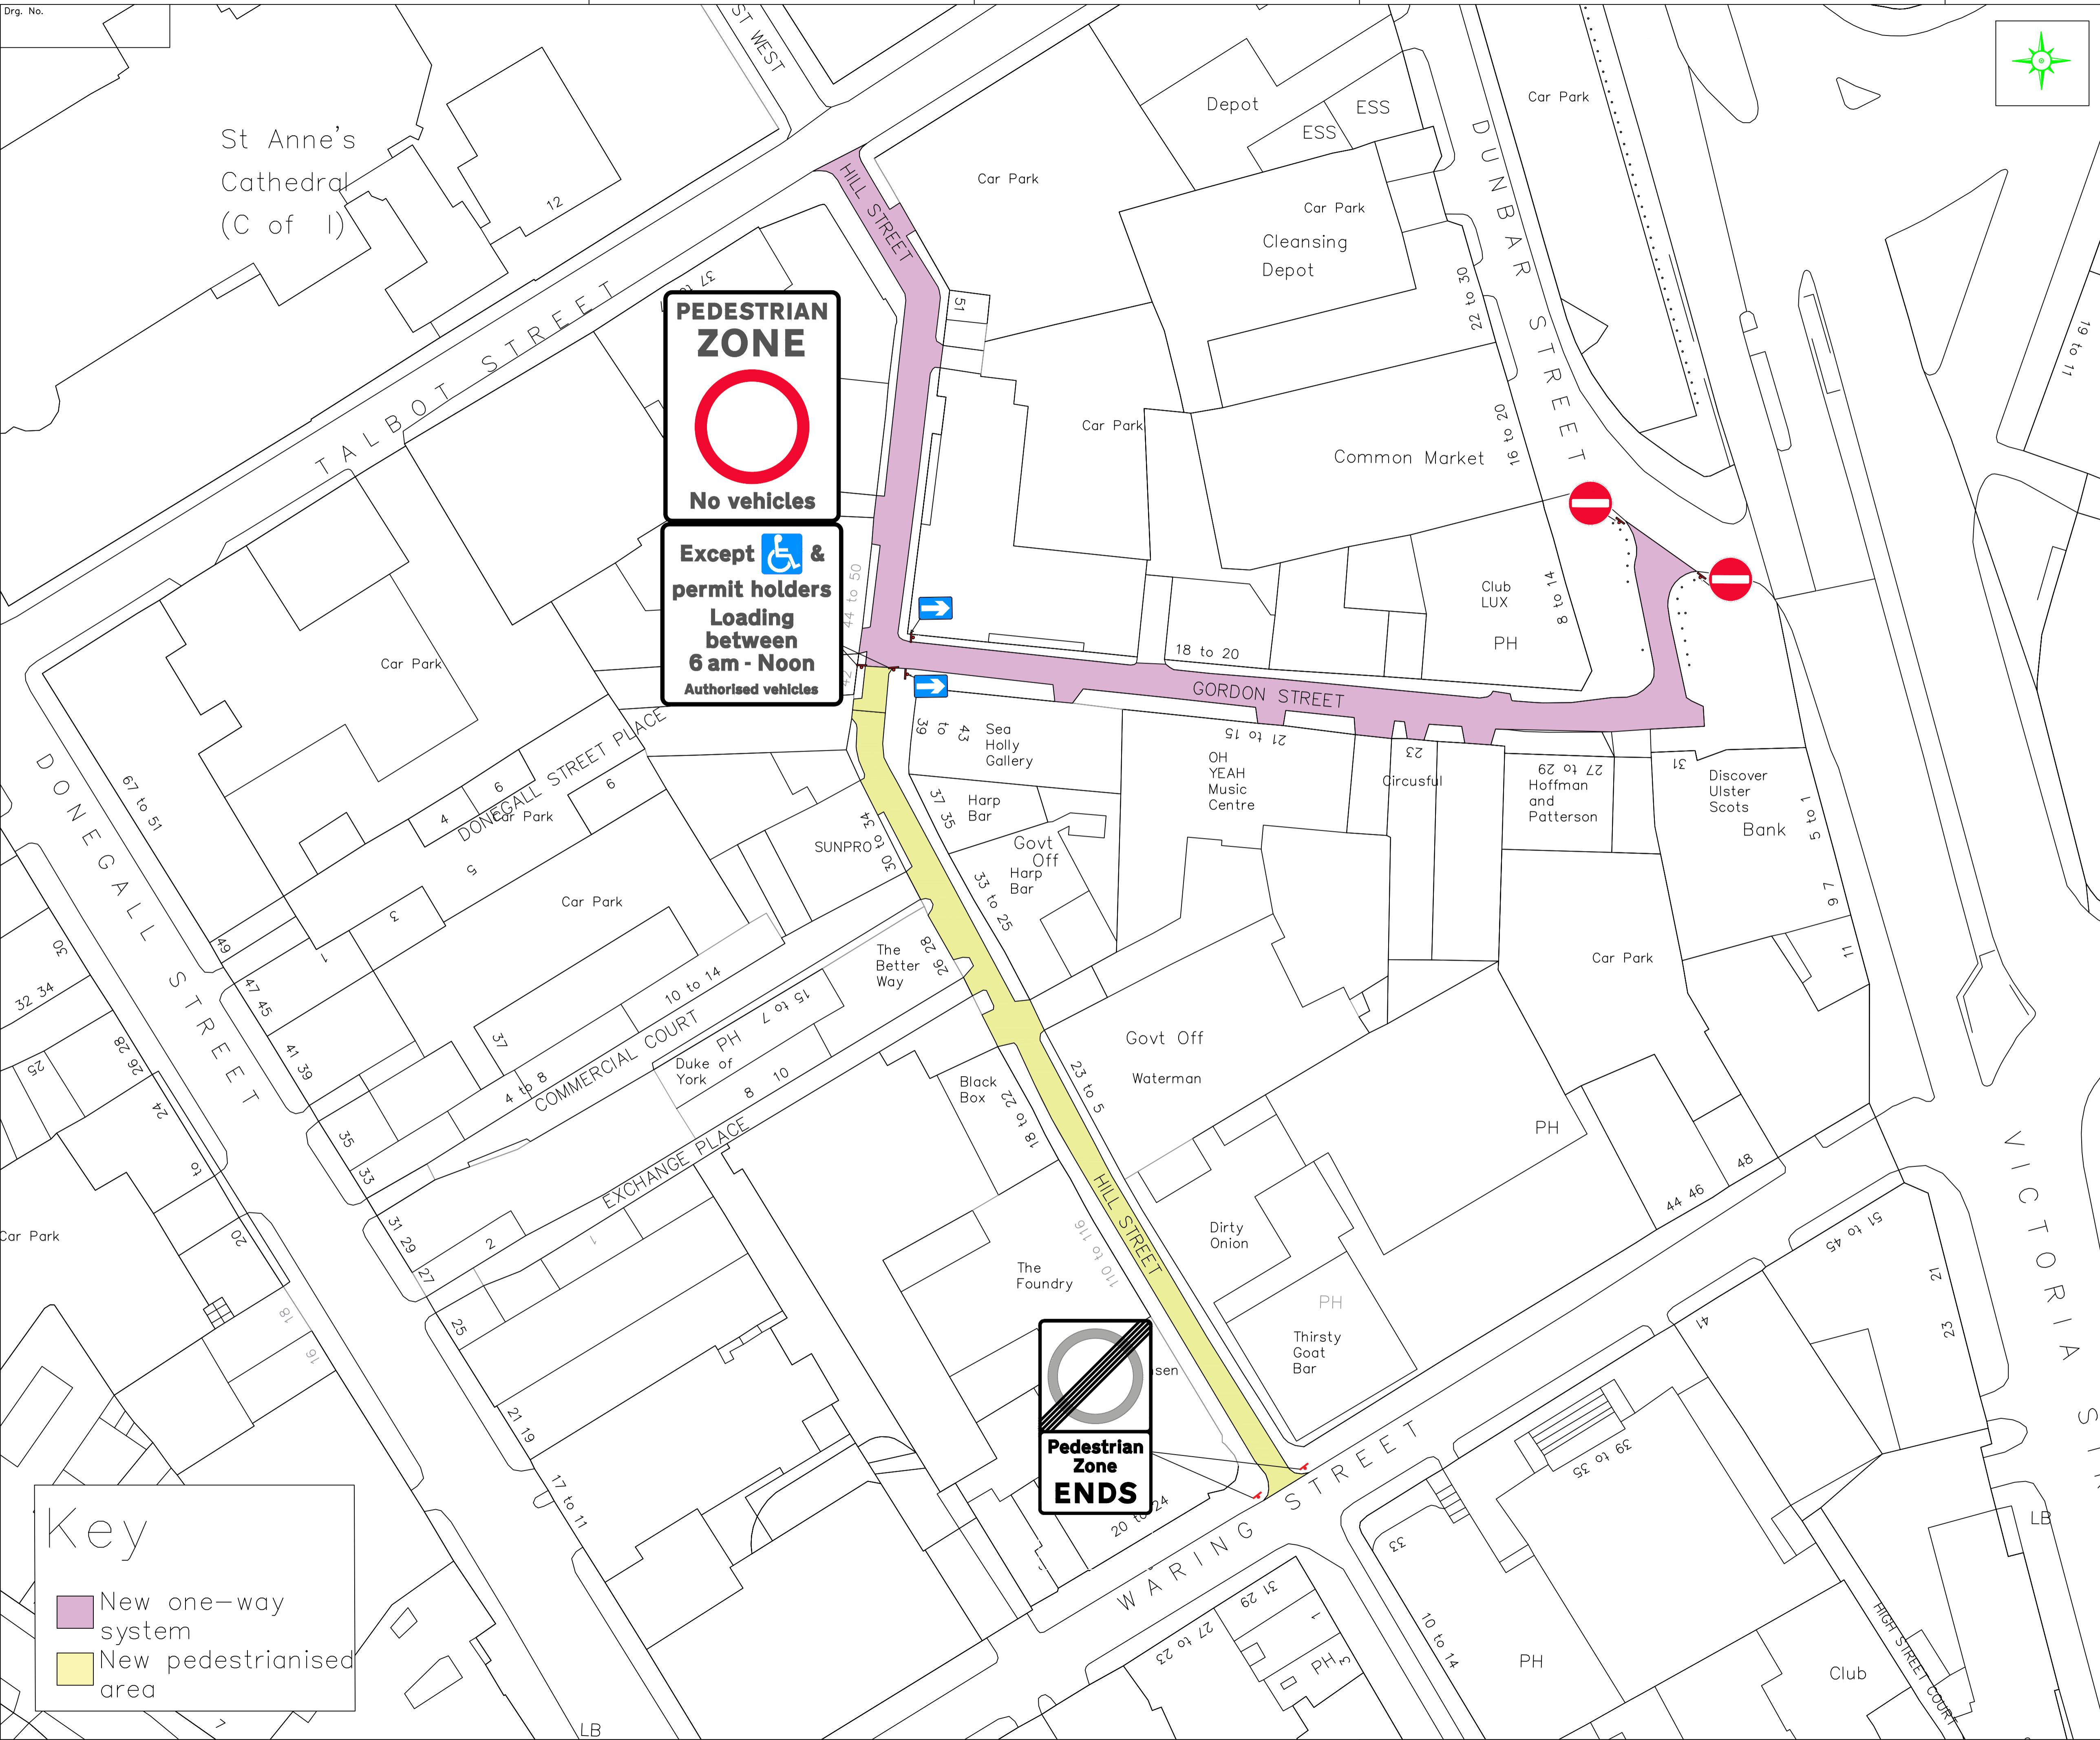 Drg. No.
ST WEST
St Anne's
Cathedral
(C of I)
12
Depot
ESS
ESS
Car Park
Car Park
Car Park
Cleansing
Depot
DUNBAR STREET
22 to 30
19 to 11
HILL STREET
TALBOT STREET
51
PEDESTRIAN
ZONE
No vehicles
Except &
permit holders
Loading
between
6 am - Noon
Authorised vehicles
44 to 50
42
Car Park
Common Market
16 to 20
Club
LUX
PH
8 to 14
18 to 20
GORDON STREET
Car Park
DONEGALL STREET PLACE
67 to 51
4
6
6
Car Park
5
3
1
49
47 45
DONEGALL STREET
39 to 43
Sea
Holly
Gallery
21 to 15
OH
YEAH
Music
Centre
23
Circusful
27 to 29
Hoffman
and
Patterson
31
Discover
Ulster
Scots
Bank
5 to 1
9 7
11
Car Park
37 35
Harp
Bar
Govt
Off
Harp
Bar
33 to 25
SUNPRO
30 to 34
Car Park
The
Better
Way
28
26
10 to 14
37
COMMERCIAL COURT
4 to 8
PH
15 to 7
Duke of
York
8 10
EXCHANGE PLACE
2
1
41 39
35
33
31 29
27
25
21 19
17 to 11
30
32 34
25
26 28
24
to
20
18
16
Car Park
Black
Box
18 to 22
Govt Off
Waterman
23 to 5
PH
48
44 46
HILL STREET
110 to 116
The
Foundry
Dirty
Onion
PH
Thirsty
Goat
Bar
Pedestrian
Zone
ENDS
20 to 24
WARING STREET
51 to 45
41
39 to 35
33
21
23
VICTORIA
LB
31 29
27 to 23
1
PH
3
10 to 14
PH
Club
HIGH STREET COURT
Key
New one-way
system
New pedestrianised
area
7
LB